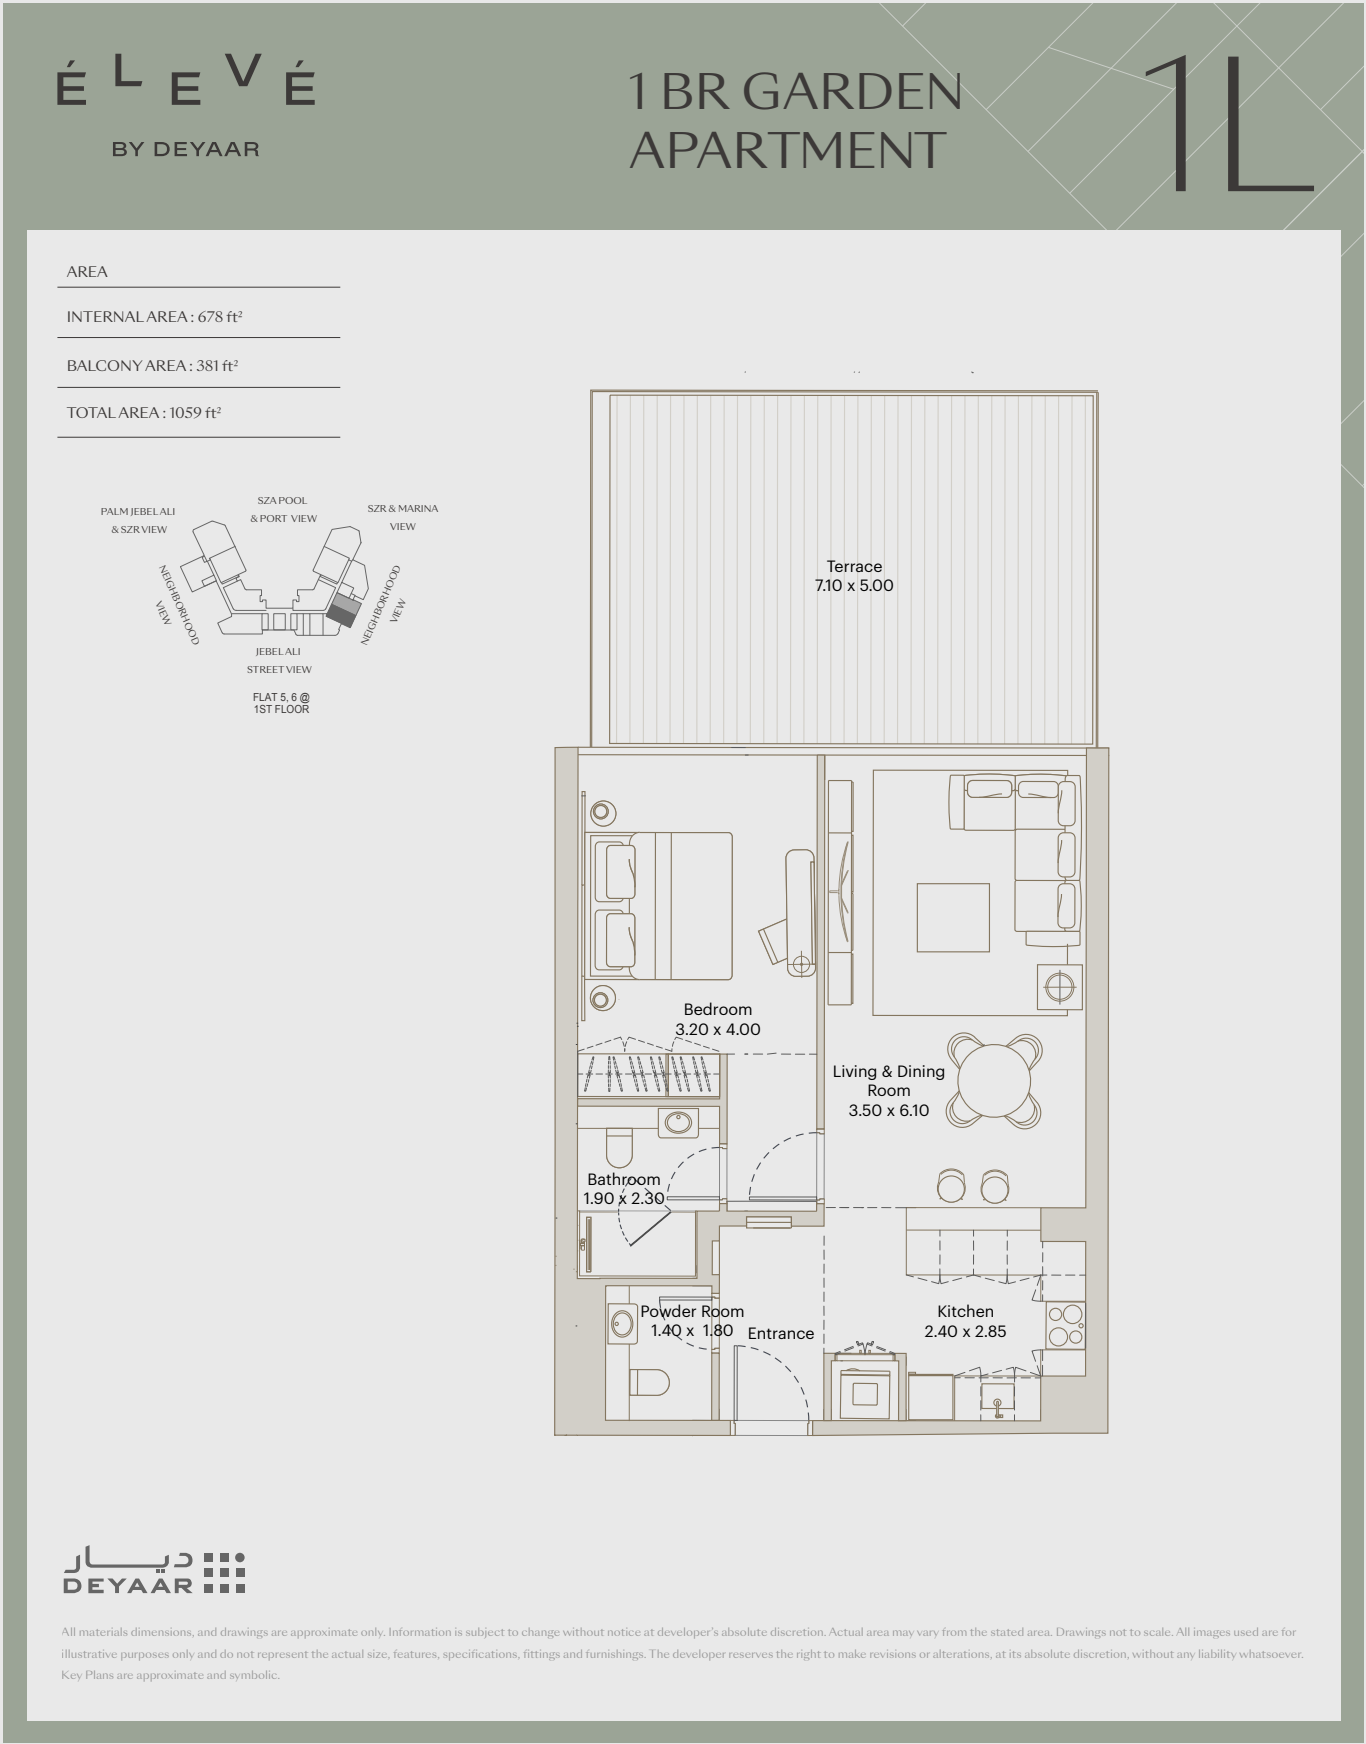 ÉLEVÉ
BY DEYAAR
1 BR GARDEN
APARTMENT
1L
AREA
INTERNAL AREA : 678 ft²
BALCONY AREA : 381 ft²
TOTAL AREA : 1059 ft²
PALM JEBEL ALI
& SZR VIEW
SZA POOL
& PORT VIEW
SZR & MARINA
VIEW
NEIGHBORHOOD
VIEW
NEIGHBORHOOD
VIEW
JEBEL ALI
STREET VIEW
FLAT 5, 6 @
1ST FLOOR
Terrace
7.10 x 5.00
Bedroom
3.20 x 4.00
Living & Dining
Room
3.50 x 6.10
Bathroom
1.90 x 2.30
Powder Room
1.40 x 1.80
Entrance
Kitchen
2.40 x 2.85
ديار
DEYAAR
All materials dimensions, and drawings are approximate only. Information is subject to change without notice at developer's absolute discretion. Actual area may vary from the stated area. Drawings not to scale. All images used are for
illustrative purposes only and do not represent the actual size, features, specifications, fittings and furnishings. The developer reserves the right to make revisions or alterations, at its absolute discretion, without any liability whatsoever.
Key Plans are approximate and symbolic.